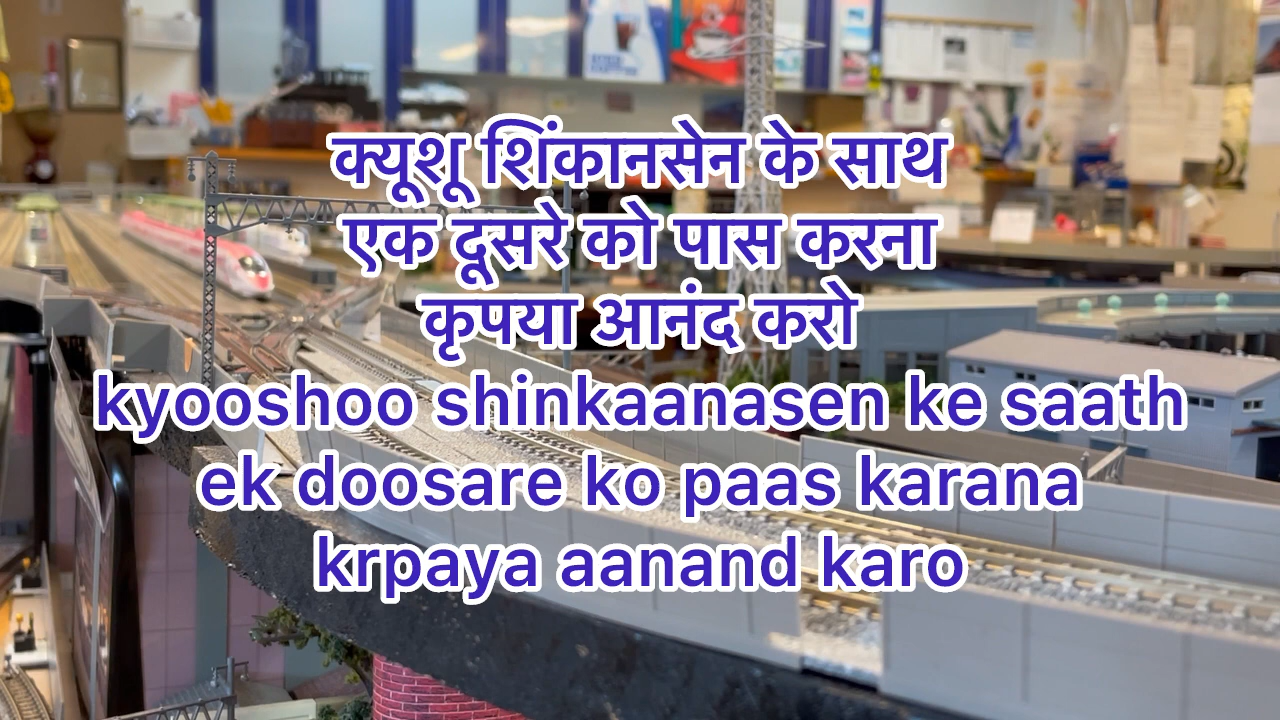 क्यूशू शिंकानसेन के साथ
एक दूसरे को पास करना
कृपया आनंद करो
kyooshoo shinkaanasen ke saath
ek doosare ko paas karana
krpaya aanand karo